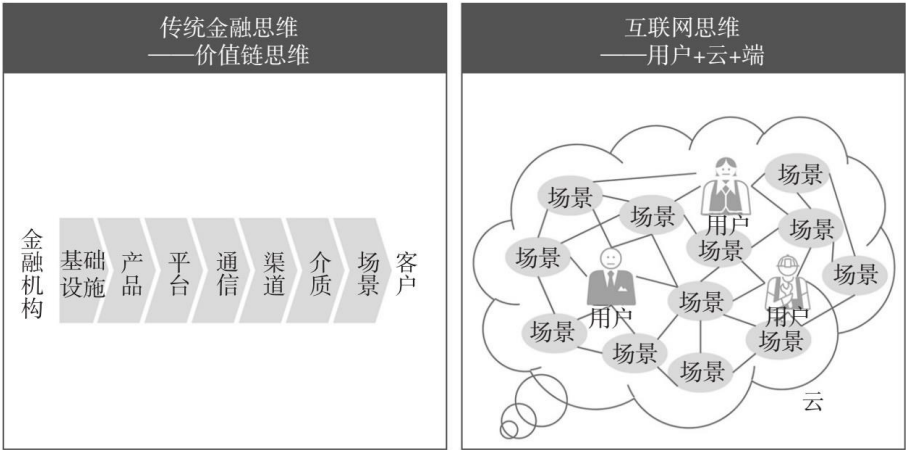 传统金融思维
——价值链思维
金融机构
基础设施
产品
平台
通信
渠道
介质
场景
客户
互联网思维
——用户+云+端
场景
场景
用户
场景
场景
场景
场景
场景
用户
场景
用户
场景
场景
场景
场景
云